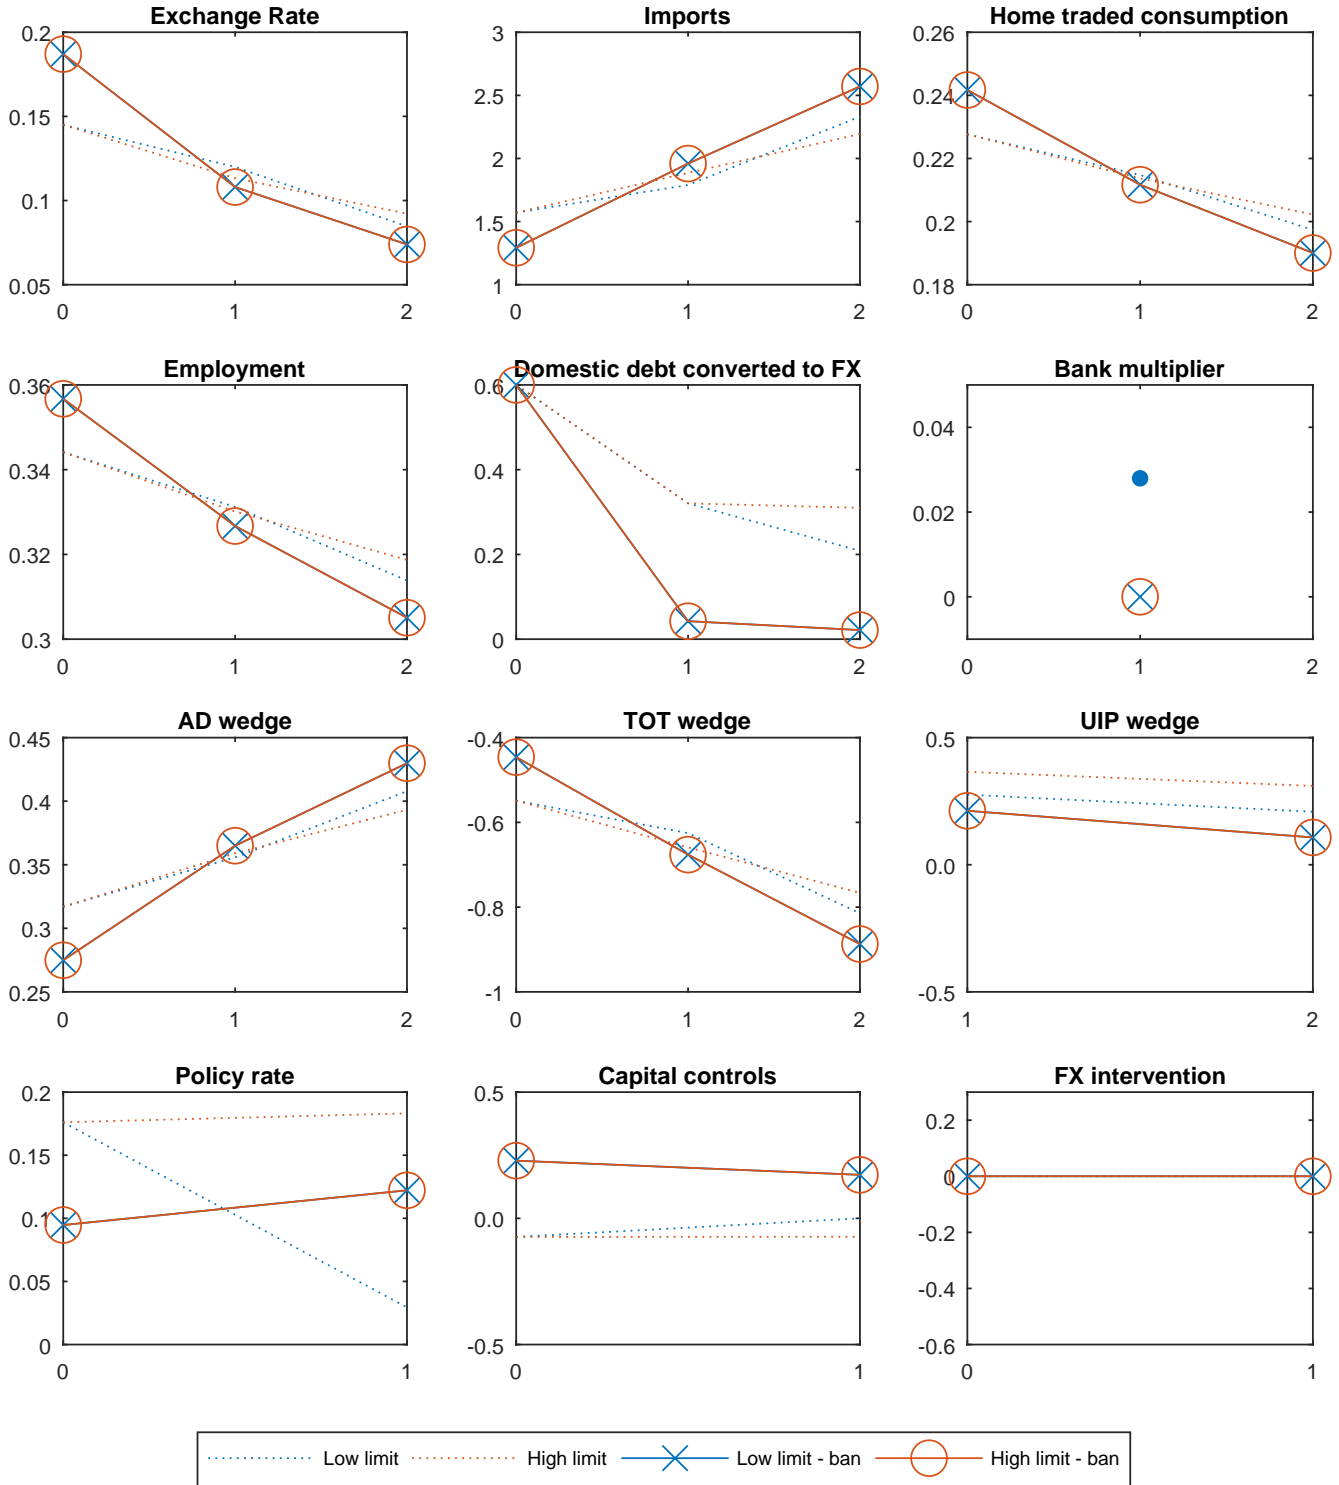 Exchange Rate
0.2
0.15
0.1
0.05
0 1 2
Imports
3
2.5
2
1.5
1
0 1 2
Home traded consumption
0.26
0.24
0.22
0.2
0.18
0 1 2
Employment
0.36
0.34
0.32
0.3
0 1 2
Domestic debt converted to FX
0.6
0.4
0.2
0
0 1 2
Bank multiplier
0.04
0.02
0
0 1 2
AD wedge
0.45
0.4
0.35
0.3
0.25
0 1 2
TOT wedge
-0.4
-0.6
-0.8
-1
0 1 2
UIP wedge
0.5
0.0
-0.5
1 2
Policy rate
0.2
0.15
0.1
0.05
0
0 1
Capital controls
0.5
0.0
-0.5
0 1
FX intervention
0.2
0
-0.2
-0.4
-0.6
0 1
Low limit High limit Low limit - ban High limit - ban